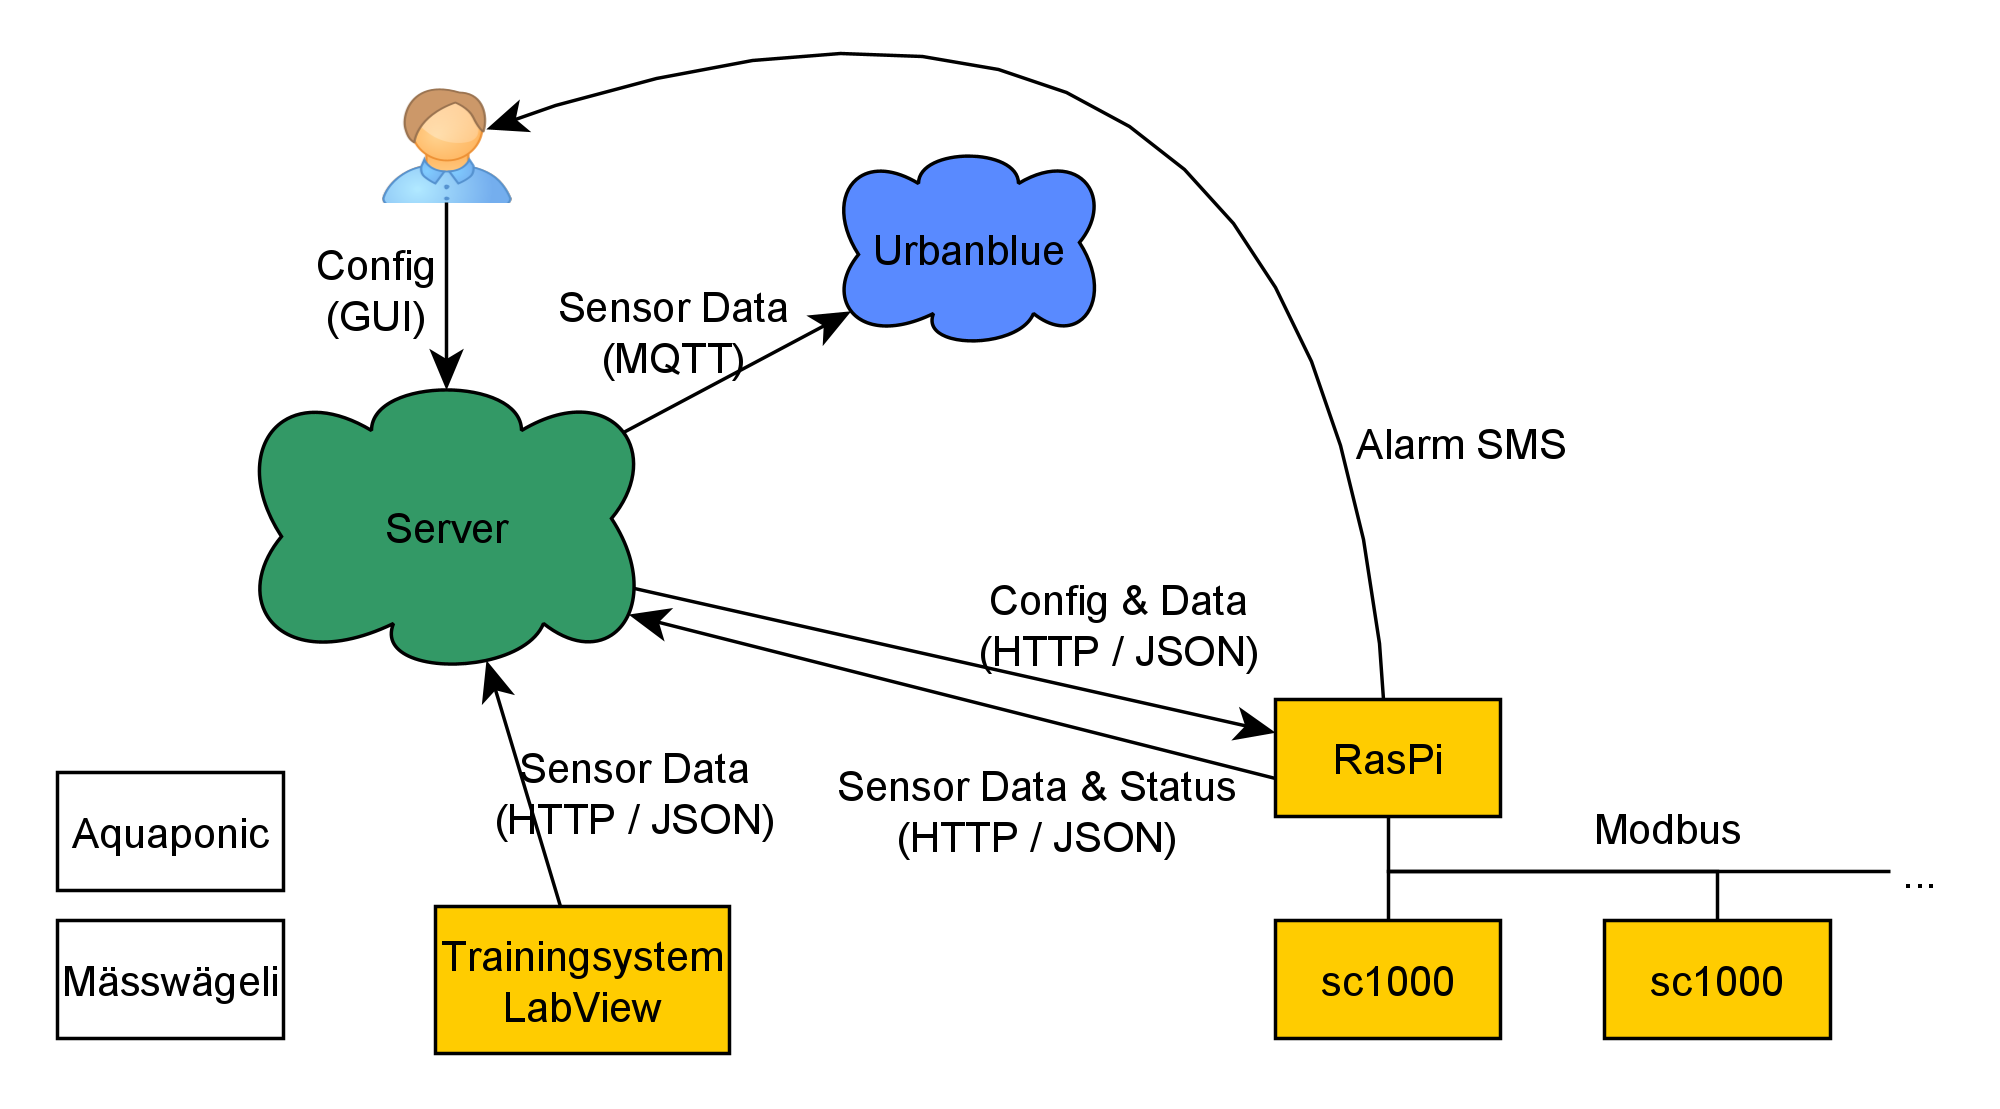 Config
(GUI)
Urbanblue
Sensor Data
(MQTT)
Alarm SMS
Server
Config & Data
(HTTP / JSON)
Sensor Data
(HTTP / JSON)
Sensor Data & Status
(HTTP / JSON)
RasPi
Modbus
...
Aquaponic
Mässwägeli
Trainingsystem
LabView
sc1000
sc1000